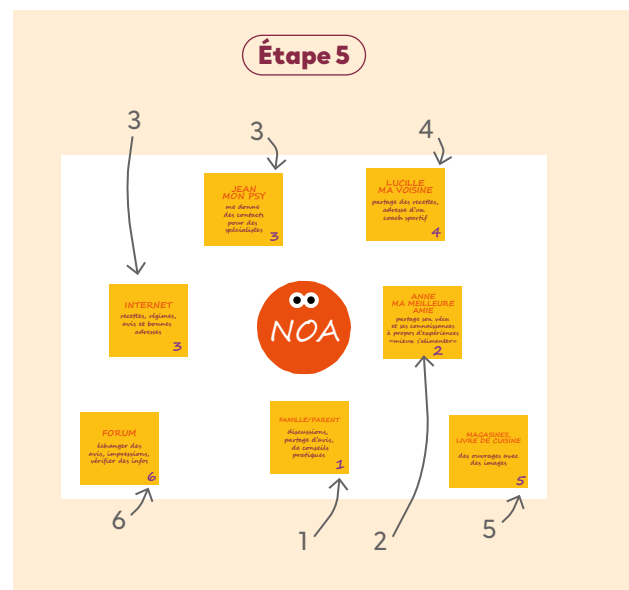 Étape 5
3
3
4
JEAN
MON PSY
me donne
des contacts
pour des
spécialistes
3
LUCILLE
MA VOISINE
partage des recettes,
adresse d'un
coach sportif
4
INTERNET
recettes, régimes,
avis et bonnes
adresses
3
NOA
ANNE
MA MEILLEURE
AMIE
partage son vécu
et ses connaissances
à propos d'expériences
«mieux s'alimenter»
2
FORUM
échanger des
avis, impressions,
vérifier des infos
6
FAMILLE/PARENT
discussions,
partage d'avis,
de conseils
pratiques
1
MAGASINES,
LIVRE DE CUISINE
des ouvrages avec
des images
5
6
1
2
5